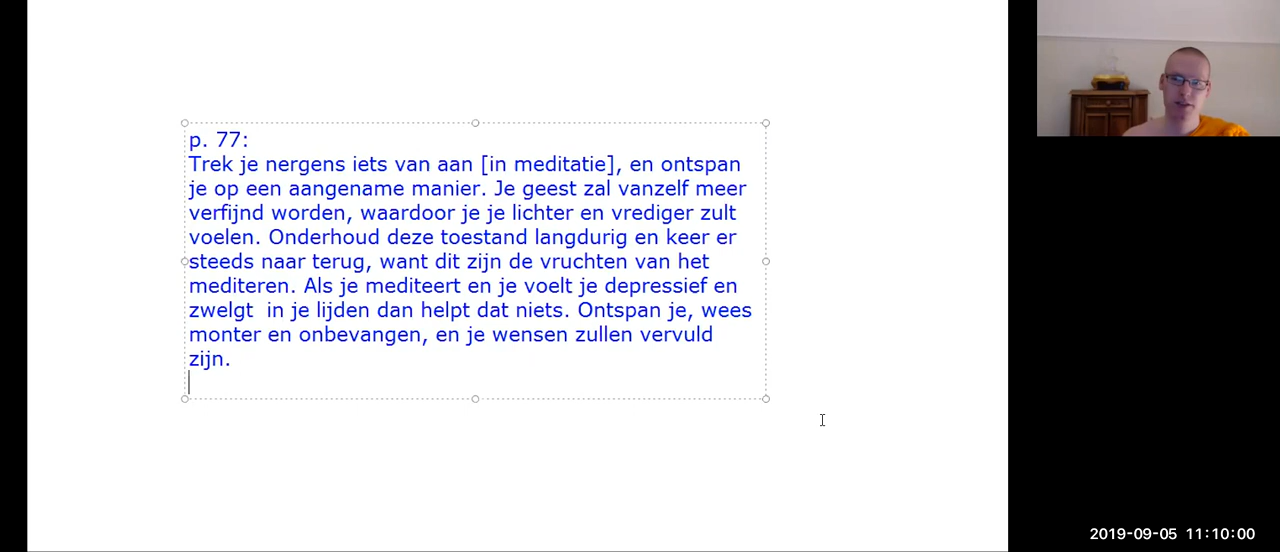 p. 77:
Trek je nergens iets van aan [in meditatie], en ontspan
je op een aangename manier. Je geest zal vanzelf meer
verfijnd worden, waardoor je je lichter en vrediger zult
voelen. Onderhoud deze toestand langdurig en keer er
steeds naar terug, want dit zijn de vruchten van het
mediteren. Als je mediteert en je voelt je depressief en
zwelgt  in je lijden dan helpt dat niets. Ontspan je, wees
monter en onbevangen, en je wensen zullen vervuld
zijn.
2019-09-05 11:10:00